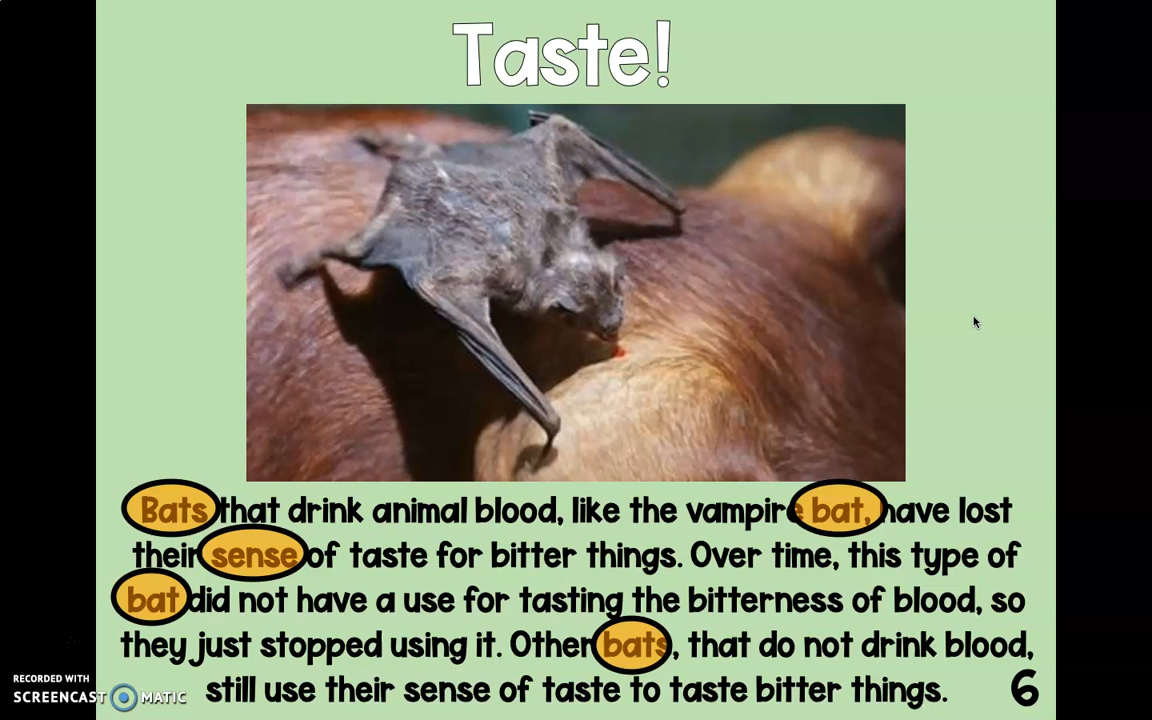 Taste!
Bats that drink animal blood, like the vampire bat, have lost
their sense of taste for bitter things. Over time, this type of
bat did not have a use for tasting the bitterness of blood, so
they just stopped using it. Other bats, that do not drink blood,
still use their sense of taste to taste bitter things.
6
RECORDED WITH
SCREENCAST MATIC